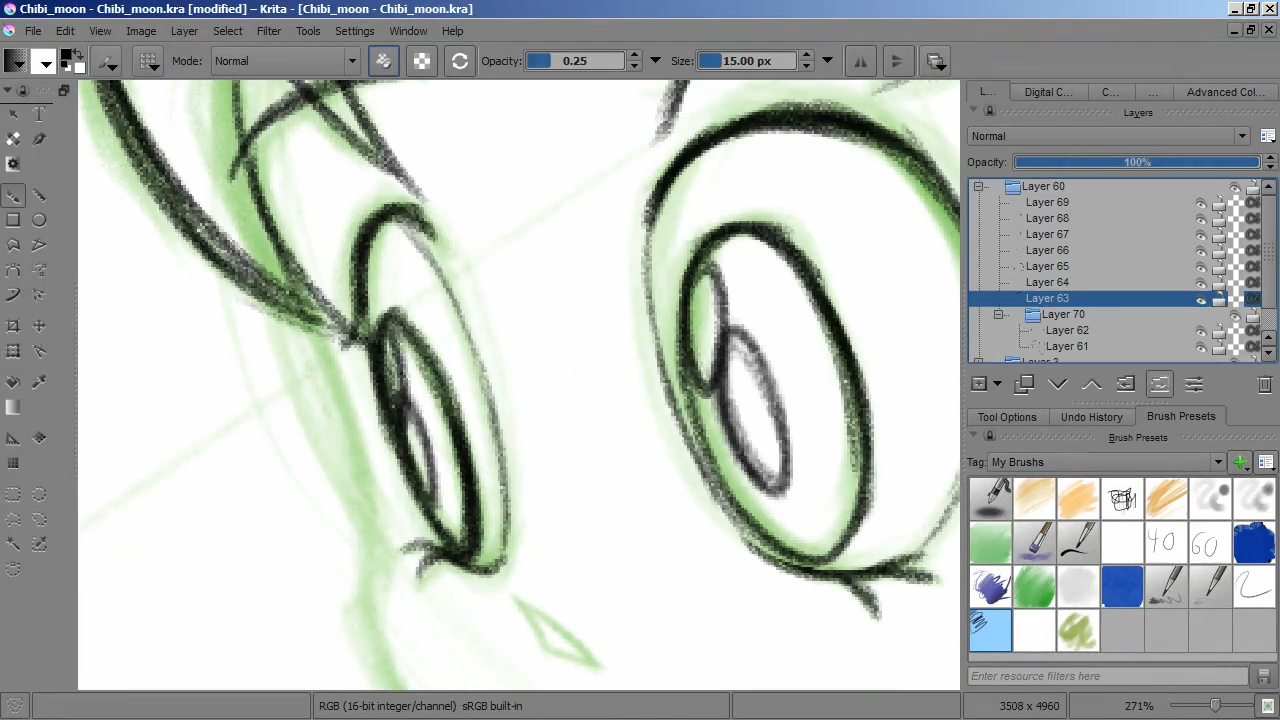 Chibi_moon - Chibi_moon.kra [modified] – Krita - [Chibi_moon - Chibi_moon.kra]
File Edit View Image Layer Select Filter Tools Settings Window Help
Mode: Normal Opacity: 0.25 Size: 15.00 px
L... Digital C... C... ... Advanced Col...
Layers
Normal
Opacity: 100%
Layer 60
Layer 69
Layer 68
Layer 67
Layer 66
Layer 65
Layer 64
Layer 63
Layer 70
Layer 62
Layer 61
Tool Options Undo History Brush Presets
Brush Presets
Tag: My Brushs
40 60
Enter resource filters here
RGB (16-bit integer/channel) sRGB built-in 3508 x 4960 271%